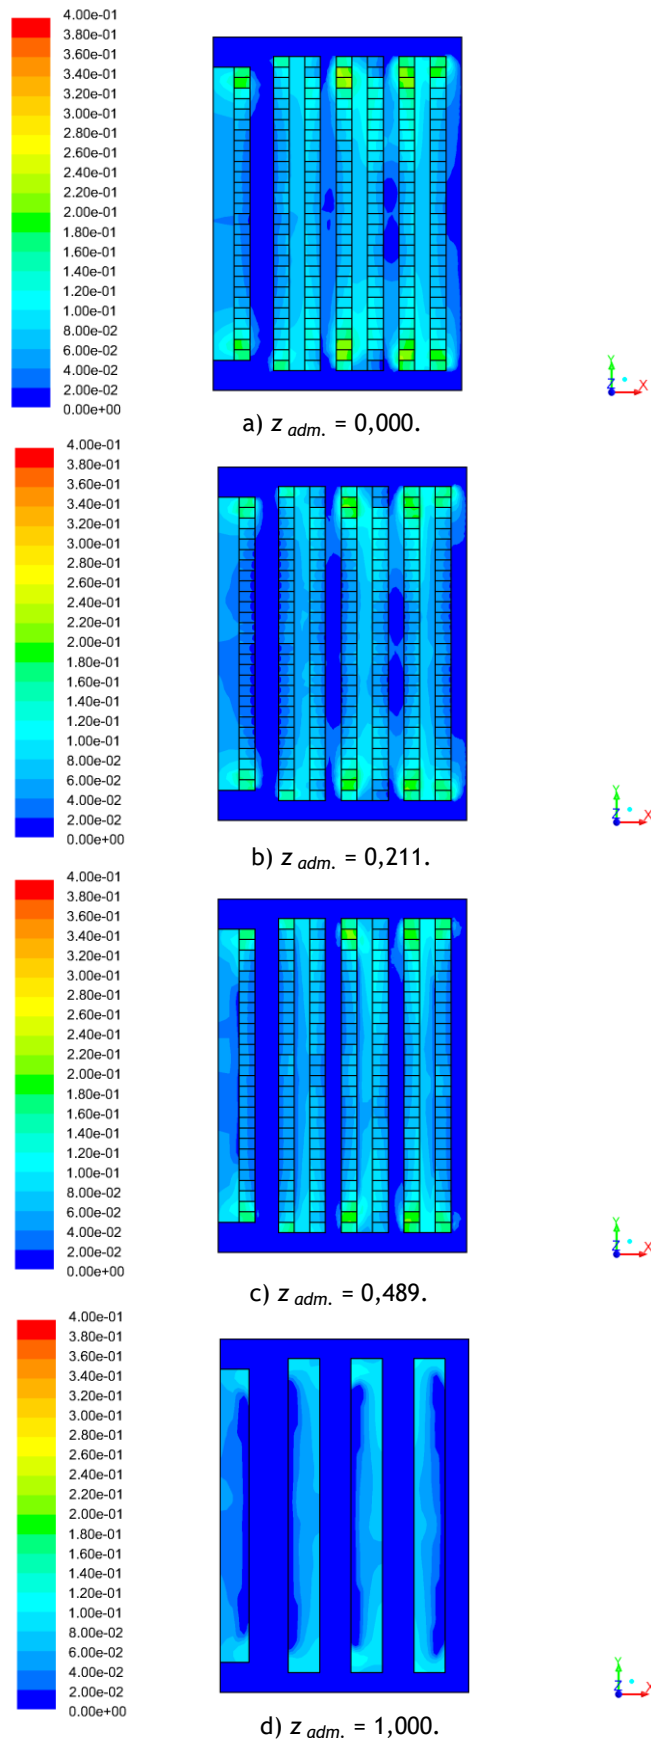 4.00e-01
3.80e-01
3.60e-01
3.40e-01
3.20e-01
3.00e-01
2.80e-01
2.60e-01
2.40e-01
2.20e-01
2.00e-01
1.80e-01
1.60e-01
1.40e-01
1.20e-01
1.00e-01
8.00e-02
6.00e-02
4.00e-02
2.00e-02
0.00e+00
Y
Z
X
a) z adm. = 0,000.
4.00e-01
3.80e-01
3.60e-01
3.40e-01
3.20e-01
3.00e-01
2.80e-01
2.60e-01
2.40e-01
2.20e-01
2.00e-01
1.80e-01
1.60e-01
1.40e-01
1.20e-01
1.00e-01
8.00e-02
6.00e-02
4.00e-02
2.00e-02
0.00e+00
Y
Z
X
b) z adm. = 0,211.
4.00e-01
3.80e-01
3.60e-01
3.40e-01
3.20e-01
3.00e-01
2.80e-01
2.60e-01
2.40e-01
2.20e-01
2.00e-01
1.80e-01
1.60e-01
1.40e-01
1.20e-01
1.00e-01
8.00e-02
6.00e-02
4.00e-02
2.00e-02
0.00e+00
Y
Z
X
c) z adm. = 0,489.
4.00e-01
3.80e-01
3.60e-01
3.40e-01
3.20e-01
3.00e-01
2.80e-01
2.60e-01
2.40e-01
2.20e-01
2.00e-01
1.80e-01
1.60e-01
1.40e-01
1.20e-01
1.00e-01
8.00e-02
6.00e-02
4.00e-02
2.00e-02
0.00e+00
Y
Z
X
d) z adm. = 1,000.